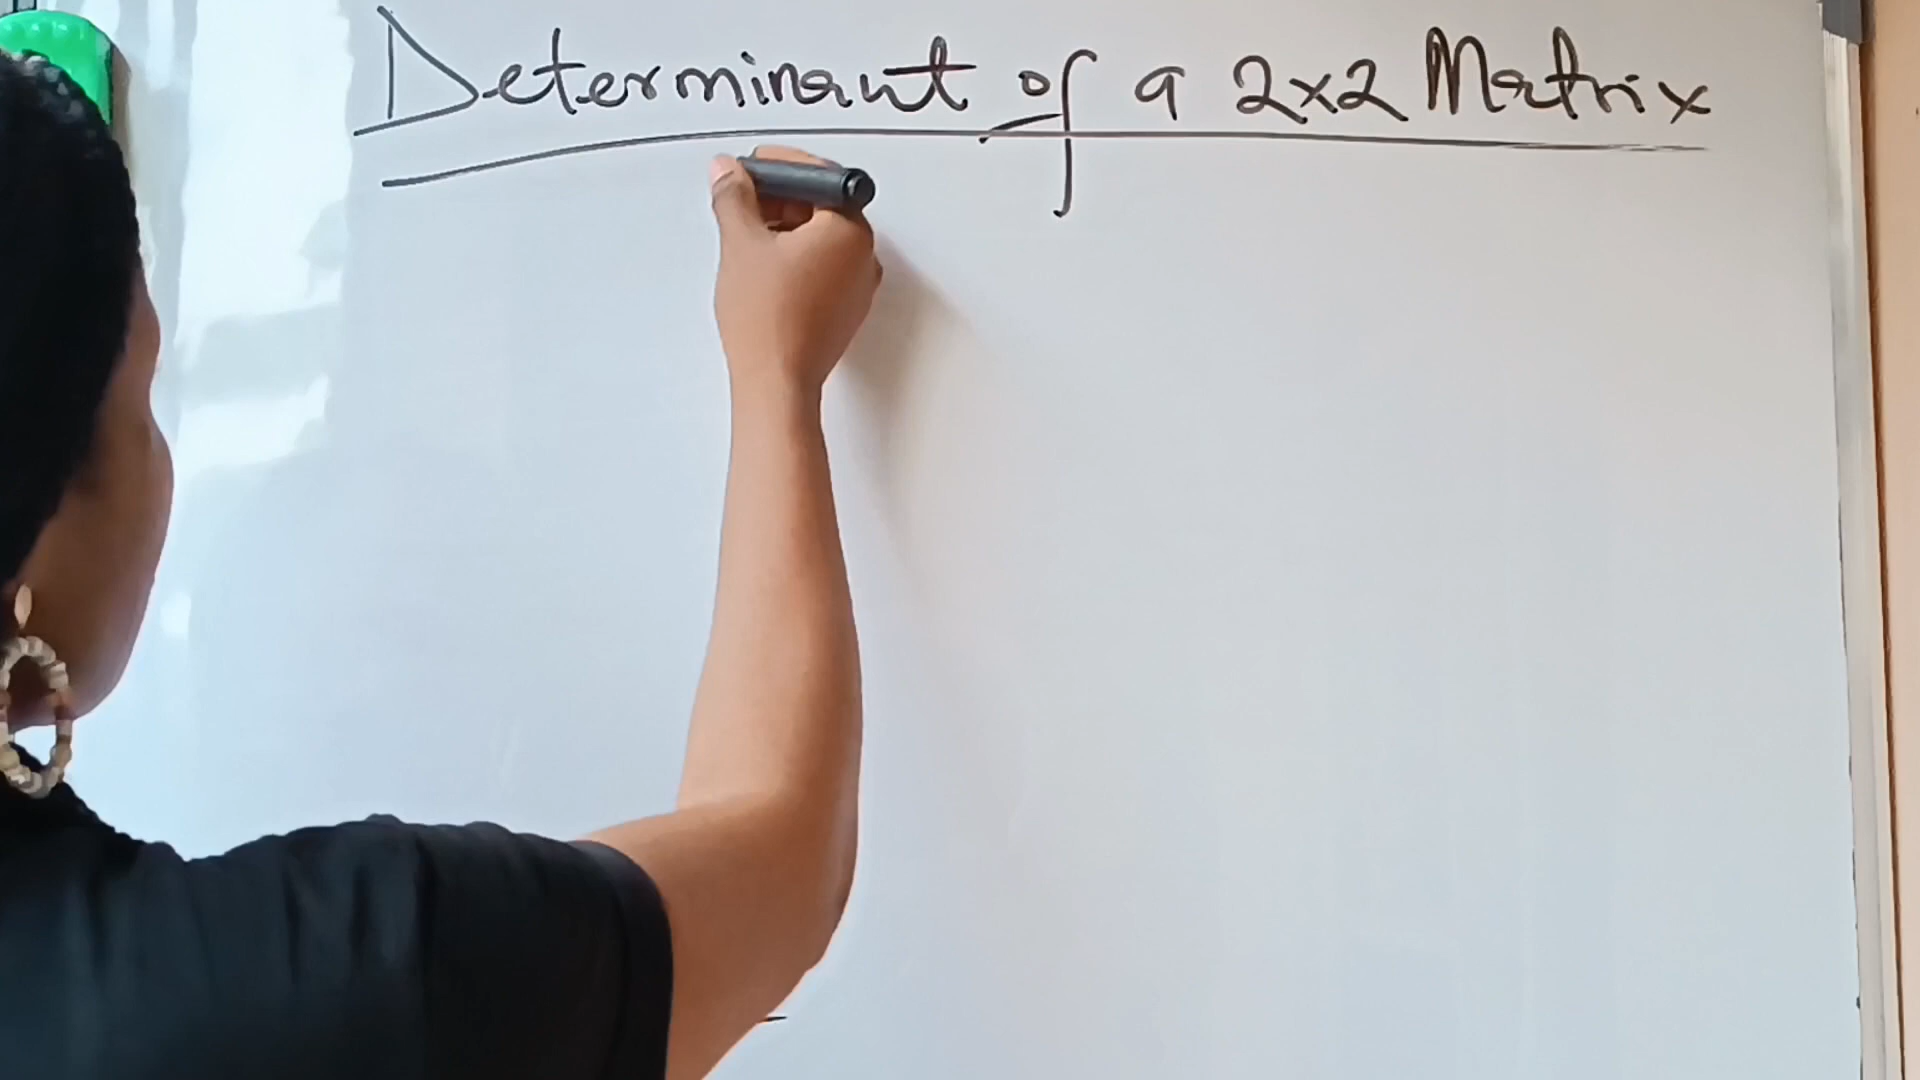 Determinant of a 2x2 Matrix